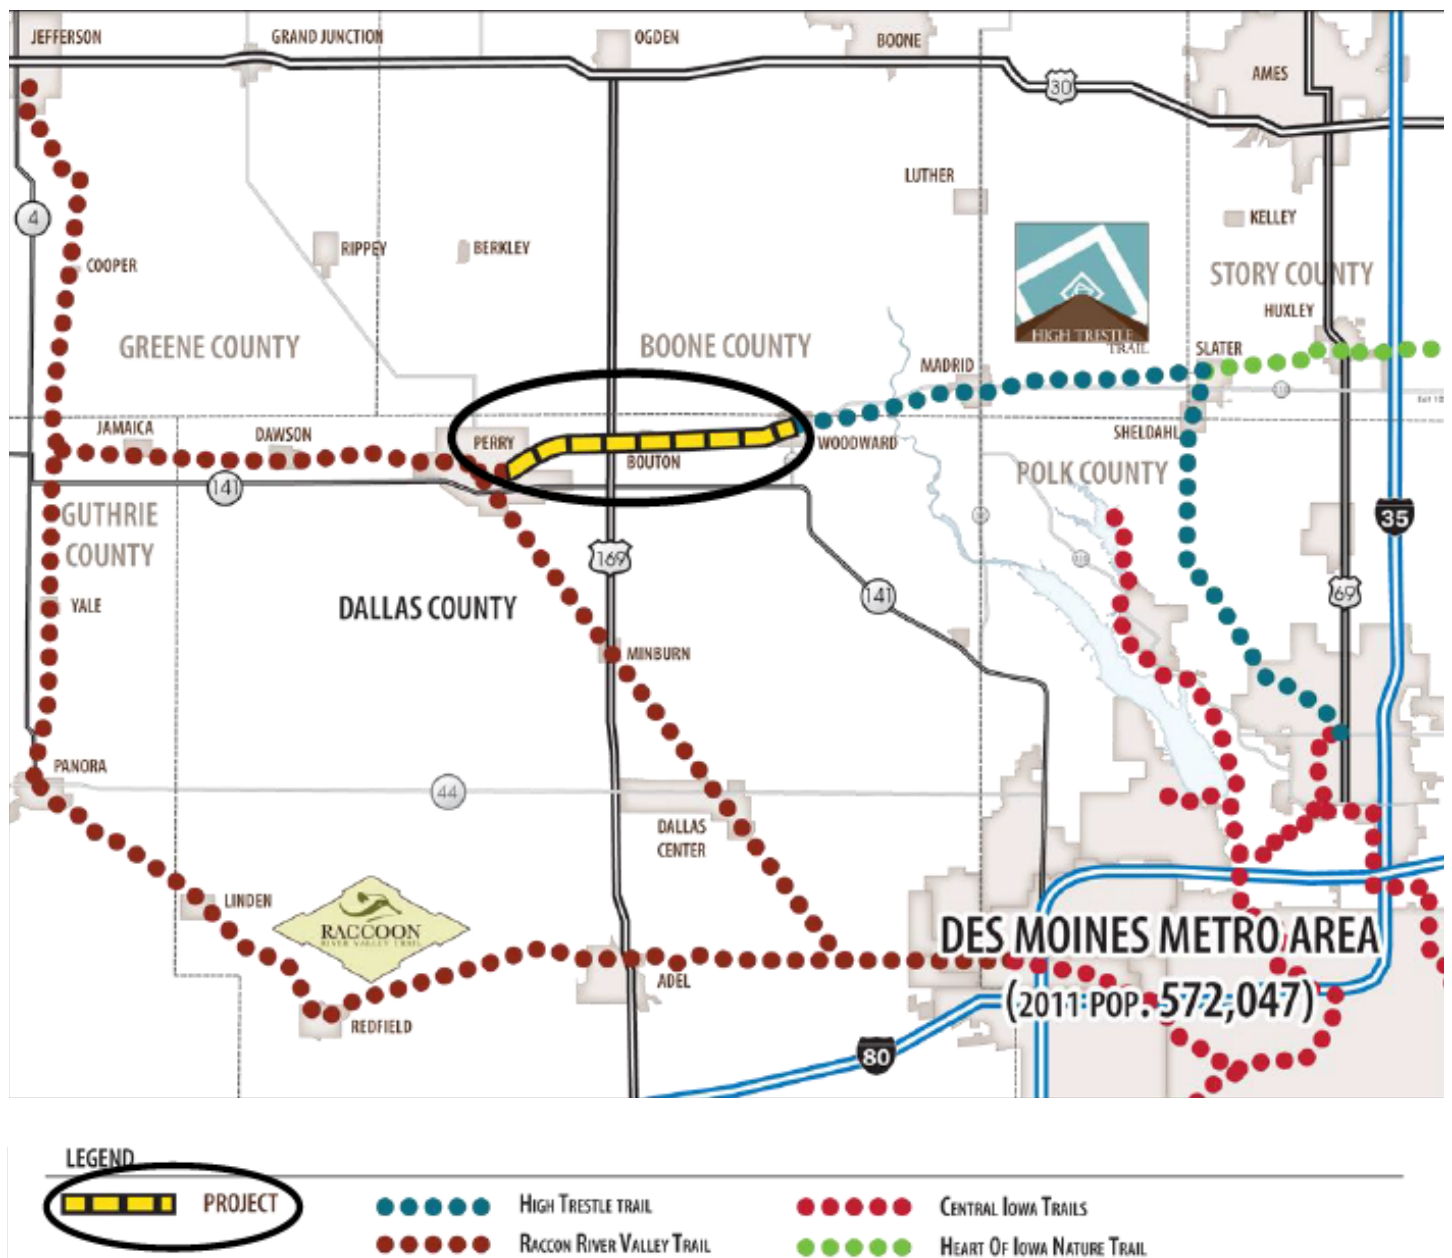 JEFFERSON
GRAND JUNCTION
OGDEN
BOONE
AMES
30
LUTHER
4
KELLEY
RIPPEY
BERKLEY
COOPER
STORY COUNTY
HUXLEY
GREENE COUNTY
BOONE COUNTY
HIGH TRESTLE
TRAIL
SLATER
MADRID
JAMAICA
DAWSON
PERRY
BOUTON
WOODWARD
SHELDAHL
POLK COUNTY
141
GUTHRIE
COUNTY
35
169
YALE
DALLAS COUNTY
141
69
MINBURN
PANORA
44
DALLAS
CENTER
LINDEN
RACCOON
RIVER VALLEY TRAIL
DES MOINES METRO AREA
(2011 POP. 572,047)
ADEL
REDFIELD
80
LEGEND
PROJECT
HIGH TRESTLE TRAIL
CENTRAL IOWA TRAILS
RACCON RIVER VALLEY TRAIL
HEART OF IOWA NATURE TRAIL